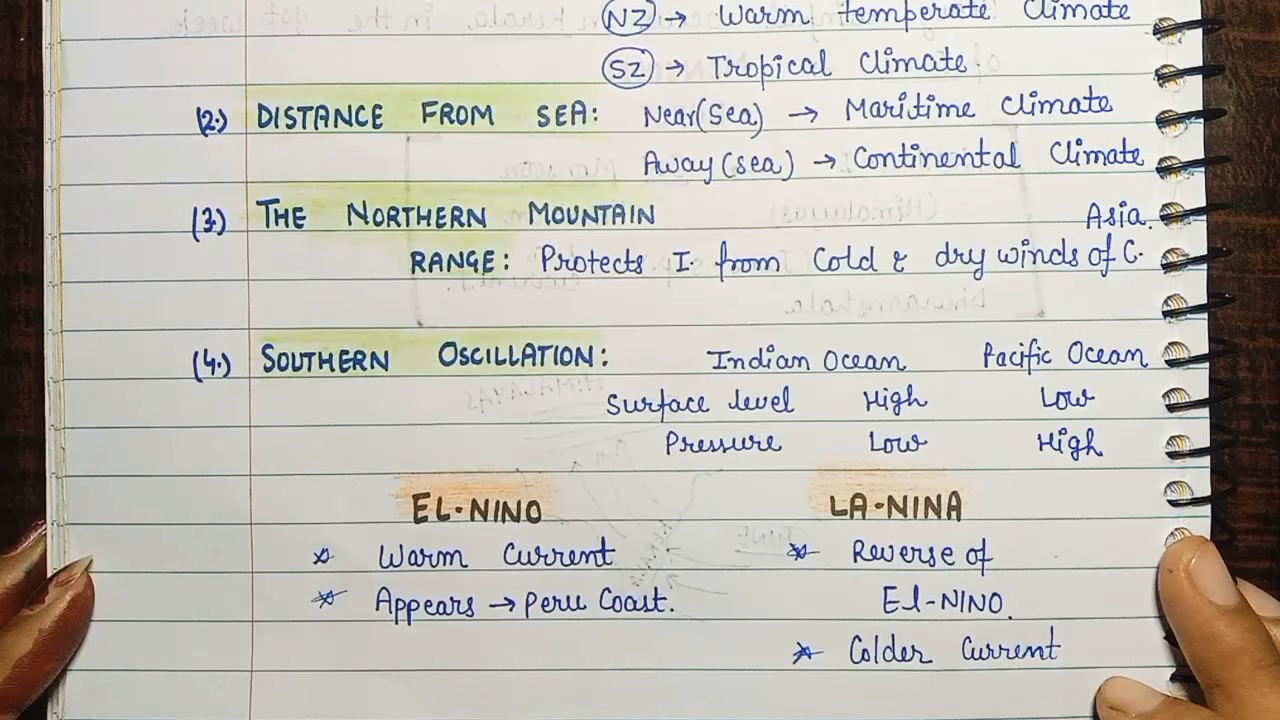 NZ → Warm temperate Climate
SZ → Tropical Climate.
(2.) DISTANCE FROM SEA: Near(Sea) → Maritime Climate
Away(sea) → Continental Climate
(3.) THE NORTHERN MOUNTAIN Asia.
RANGE: Protects I. from Cold & dry winds of C.
(4.) SOUTHERN OSCILLATION: Indian Ocean Pacific Ocean
Surface level High Low
Pressure Low High
EL-NINO LA-NINA
* Warm Current * Reverse of
* Appears → Peru Coast. El-NINO.
* Colder Current